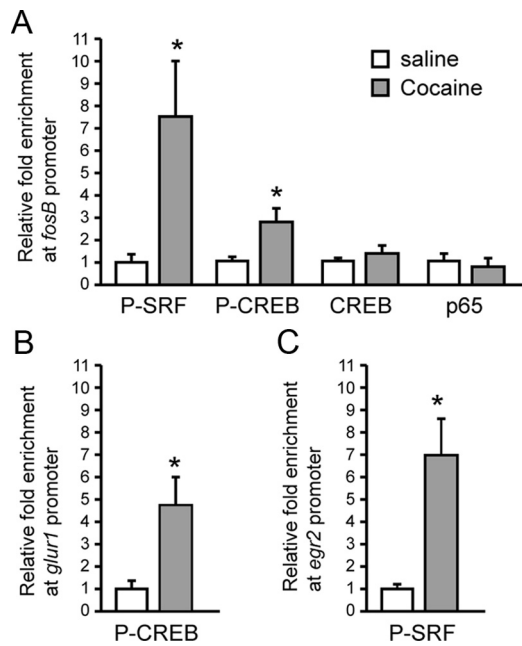 A
Relative fold enrichment
at fosB promoter
11
10
9
8
7
6
5
4
3
2
1
0
*
*
saline
Cocaine
P-SRF P-CREB CREB p65
B
Relative fold enrichment
at glur1 promoter
11
10
9
8
7
6
5
4
3
2
1
0
*
P-CREB
C
Relative fold enrichment
at egr2 promoter
11
10
9
8
7
6
5
4
3
2
1
0
*
P-SRF